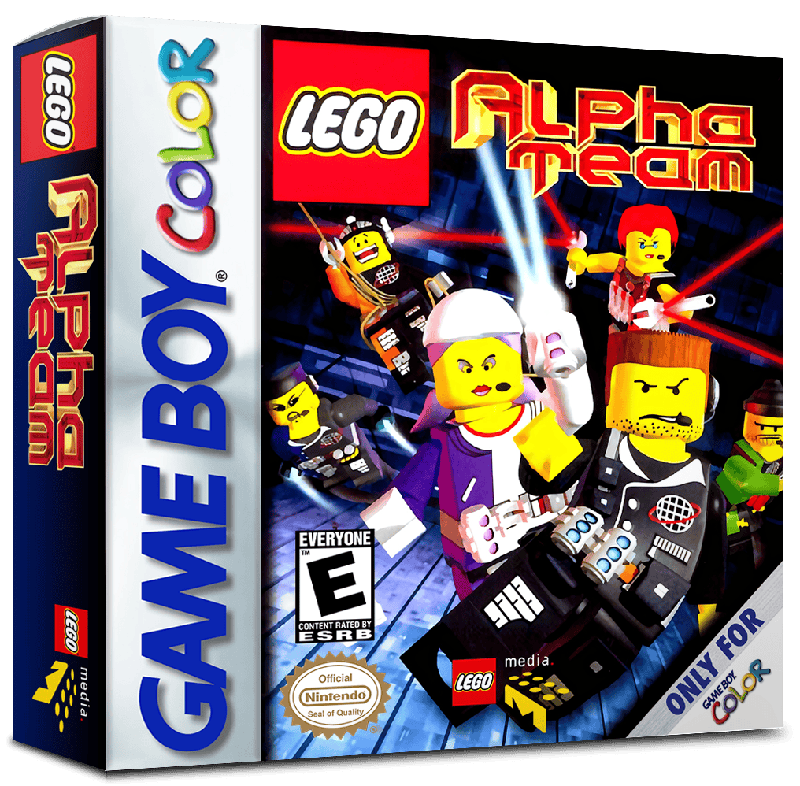 LEGO
Alpha
Team
LEGO
media.
GAME BOY COLOR
®
LEGO
Alpha
Team
EVERYONE
™
E
CONTENT RATED BY
ESRB
Official
Nintendo
Seal of Quality
LEGO
media.
ONLY FOR
GAME BOY
COLOR